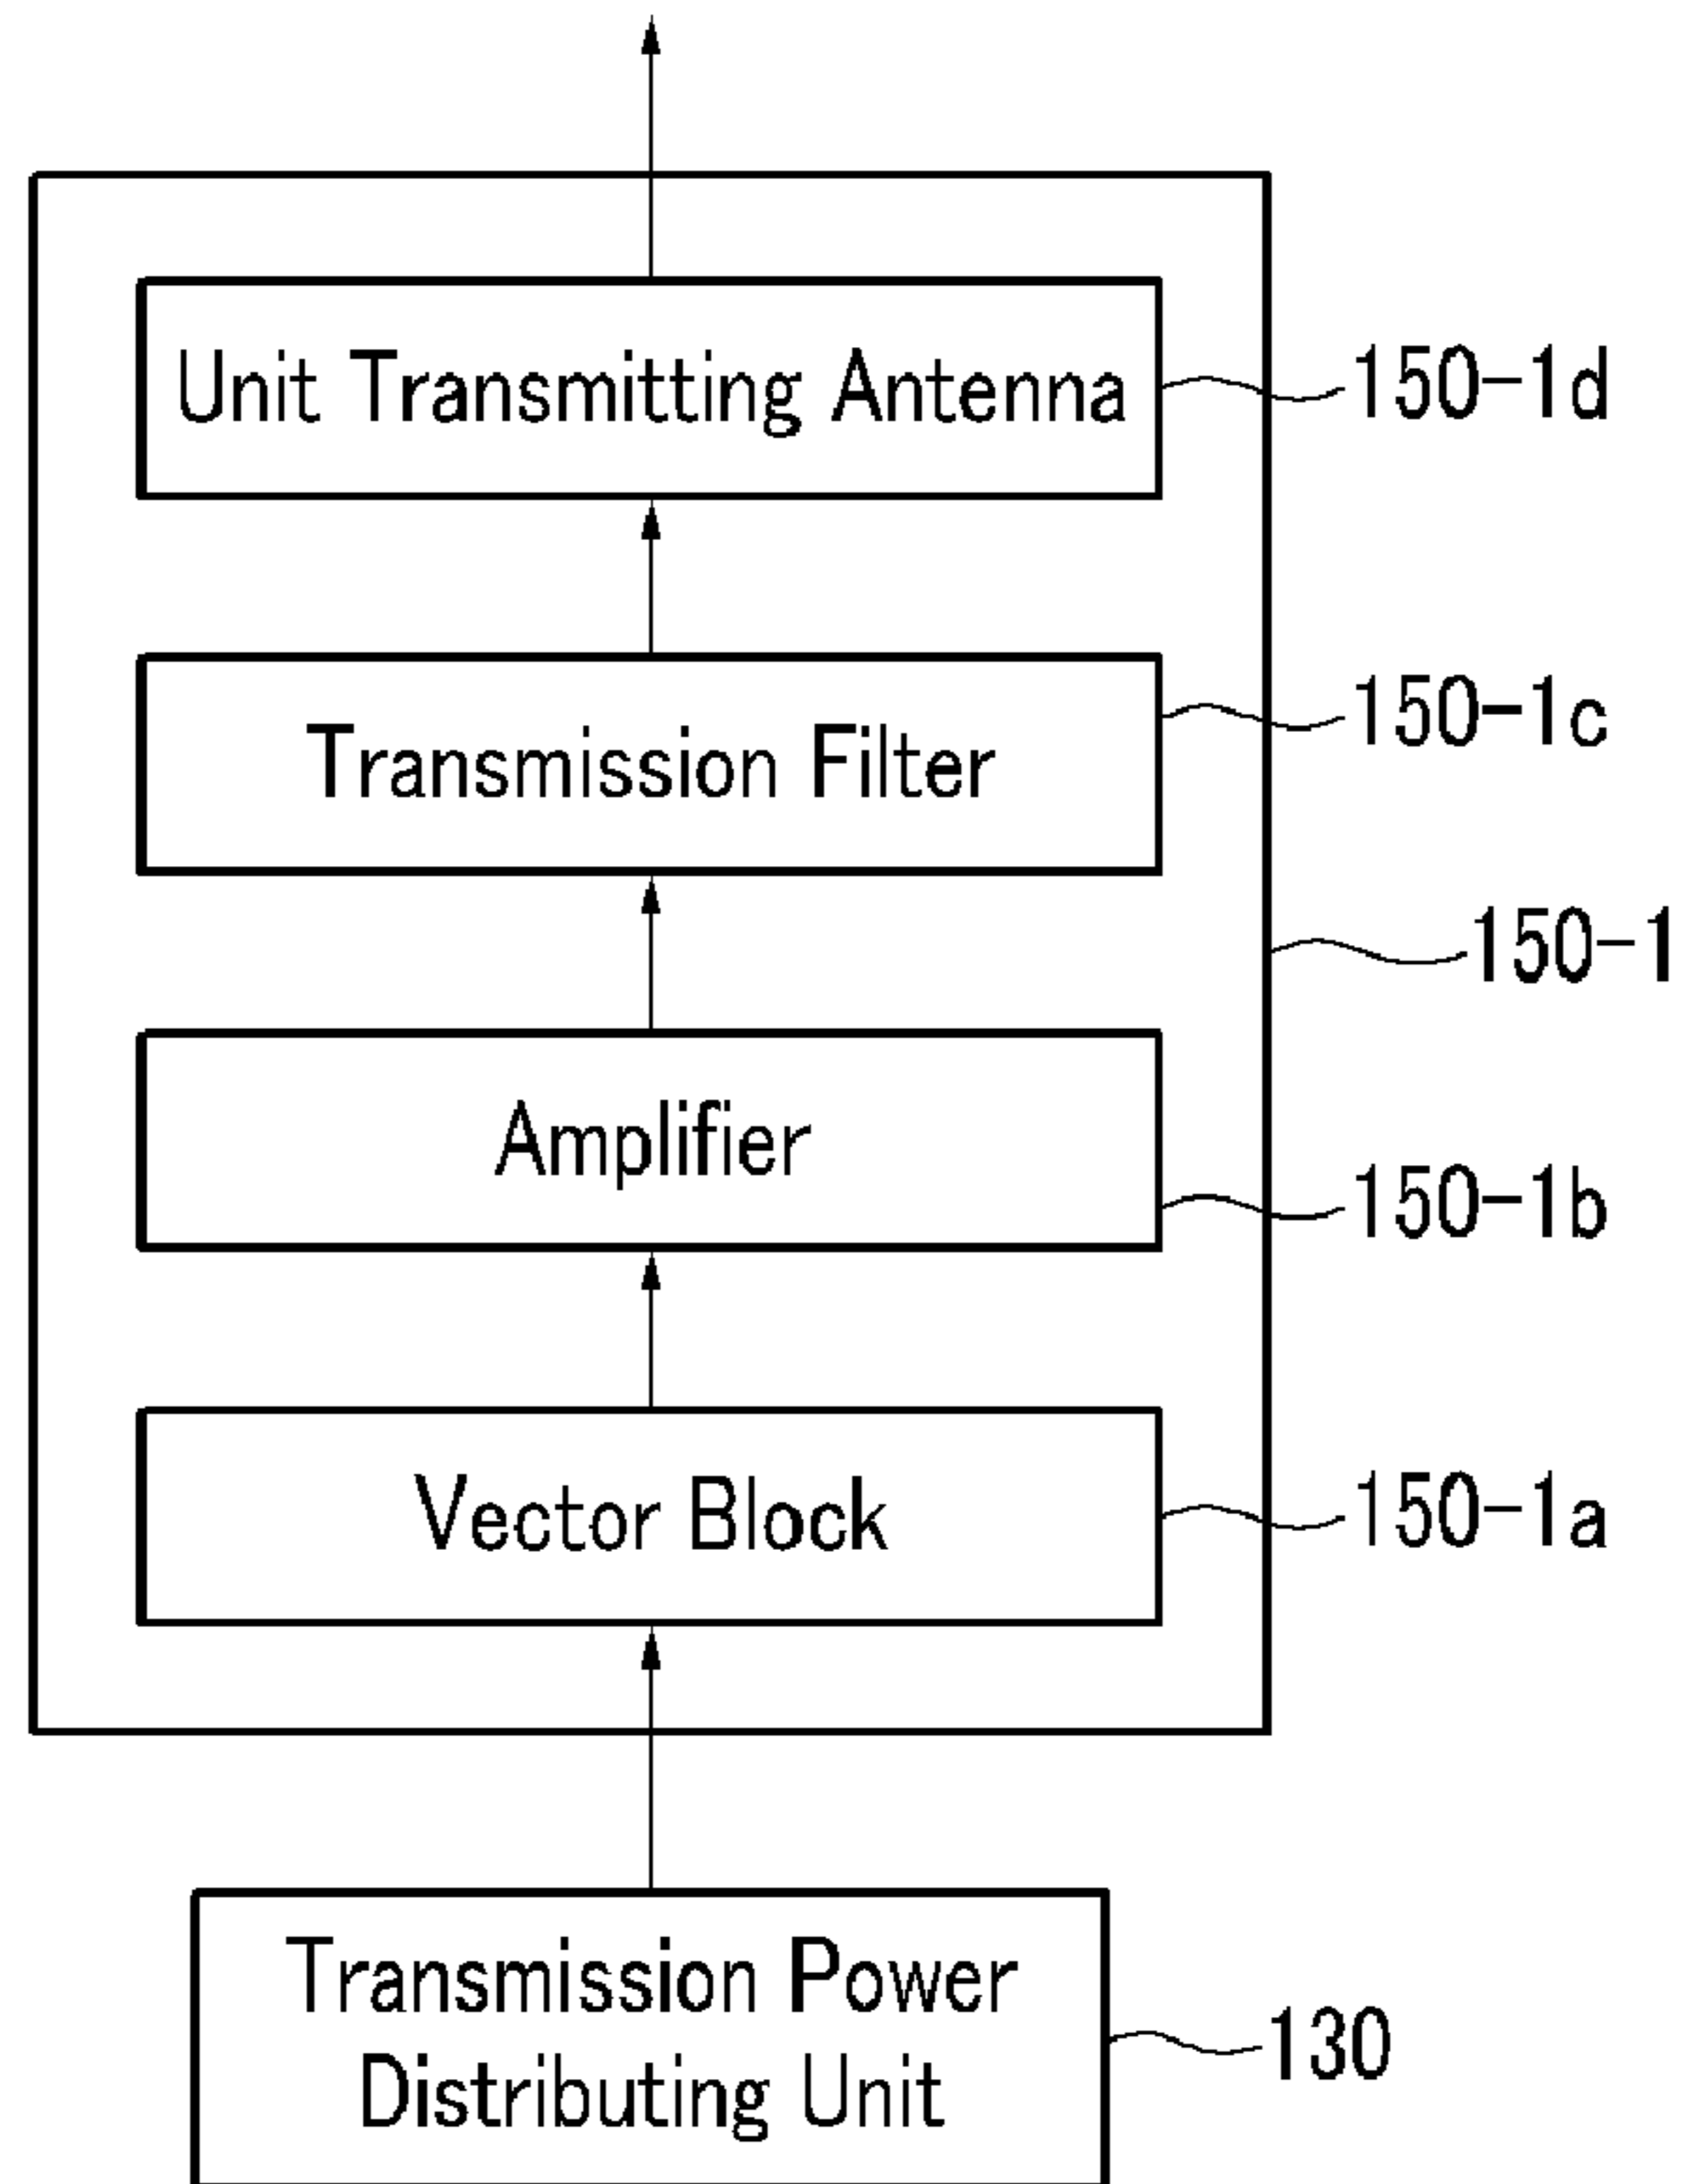 Unit Transmitting Antenna
150-1d
Transmission Filter
150-1c
150-1
Amplifier
150-1b
Vector Block
150-1a
Transmission Power
Distributing Unit
130